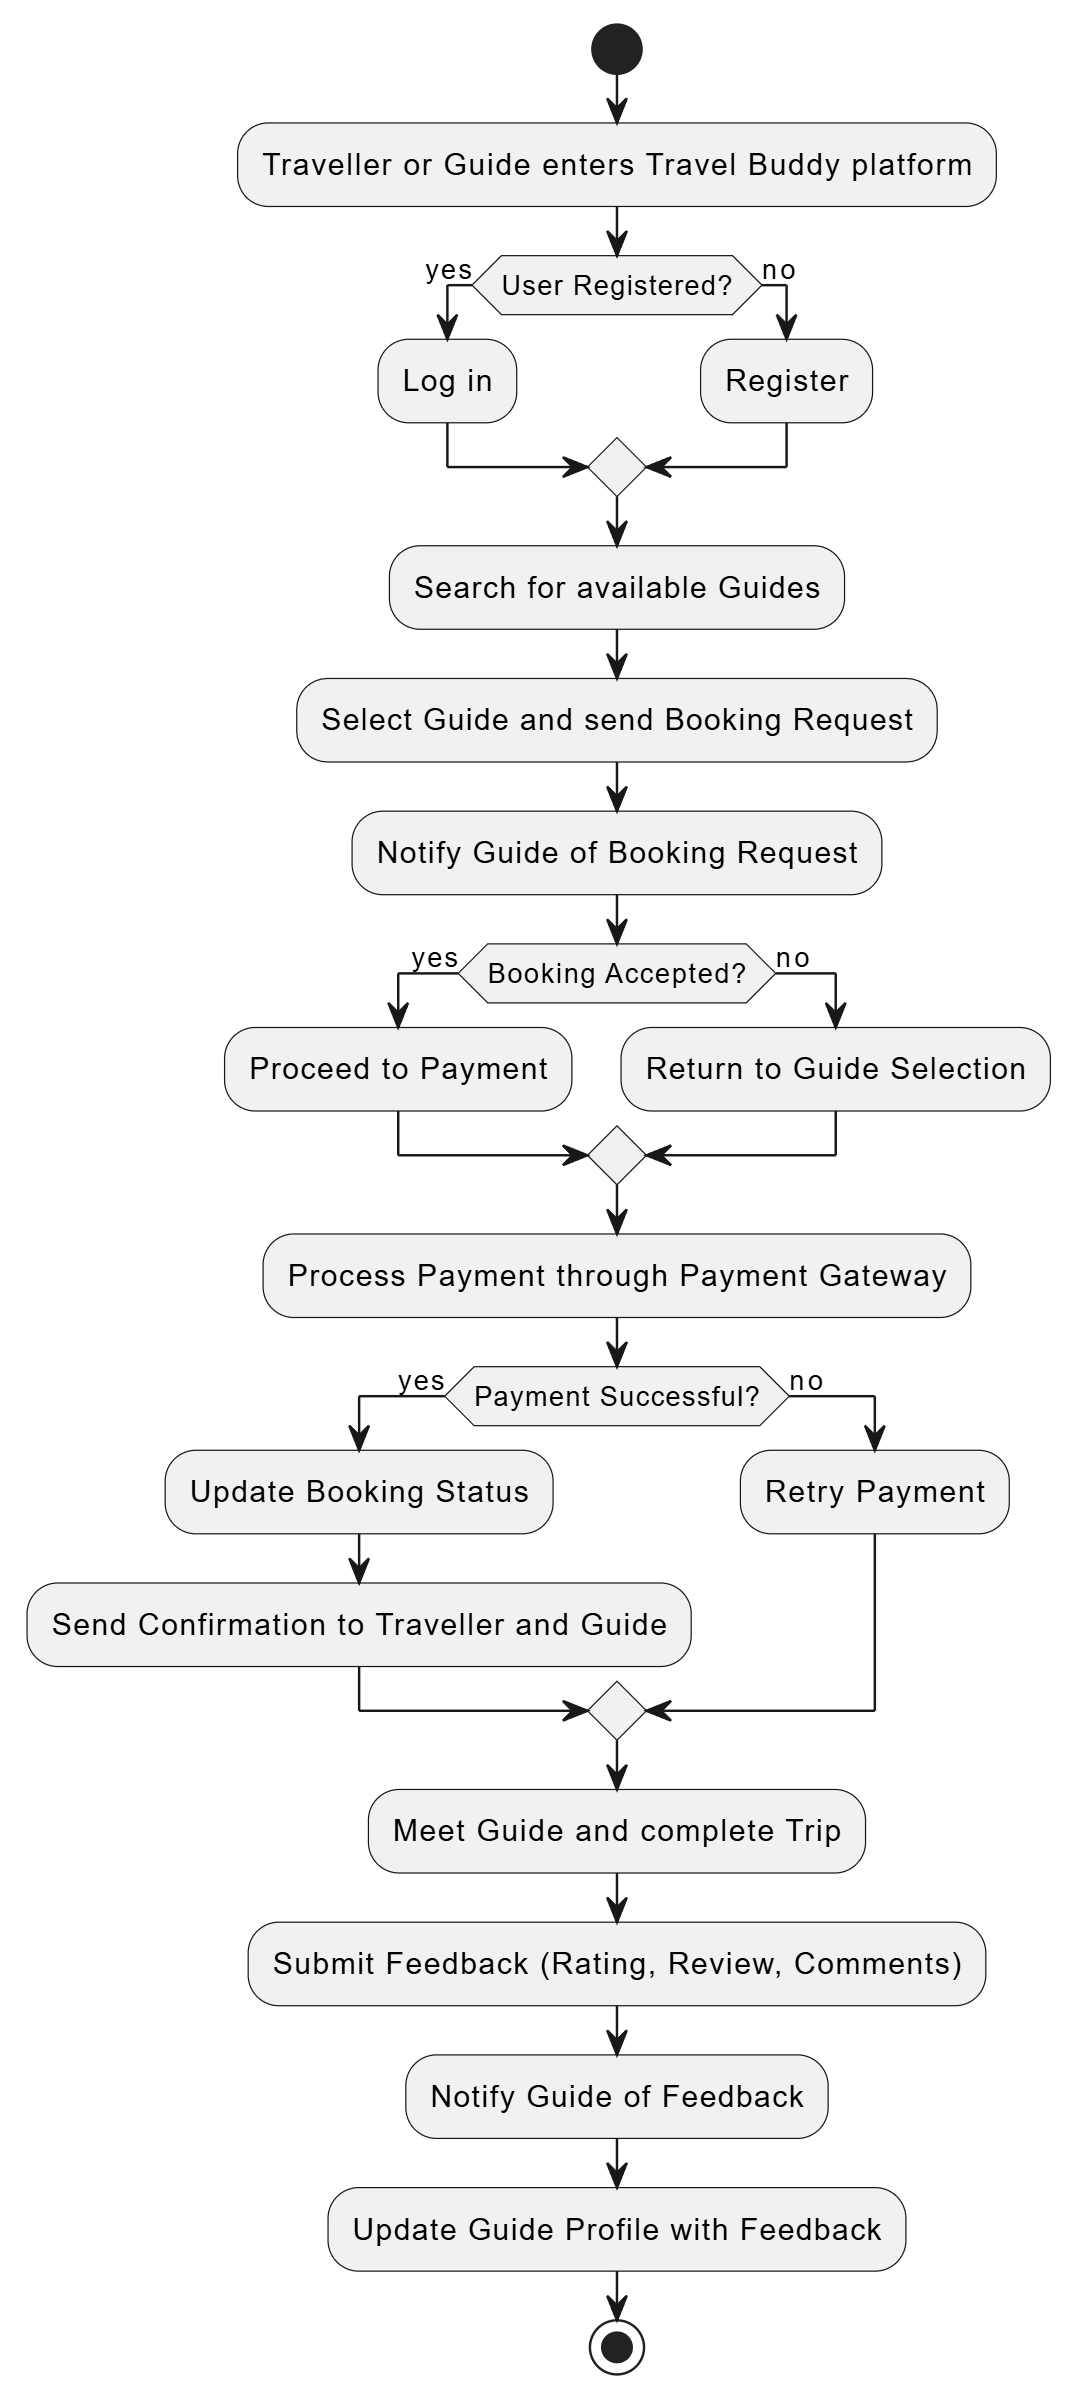 Traveller or Guide enters Travel Buddy platform
yes
User Registered?
no
Log in
Register
Search for available Guides
Select Guide and send Booking Request
Notify Guide of Booking Request
yes
Booking Accepted?
no
Proceed to Payment
Return to Guide Selection
Process Payment through Payment Gateway
yes
Payment Successful?
no
Update Booking Status
Retry Payment
Send Confirmation to Traveller and Guide
Meet Guide and complete Trip
Submit Feedback (Rating, Review, Comments)
Notify Guide of Feedback
Update Guide Profile with Feedback